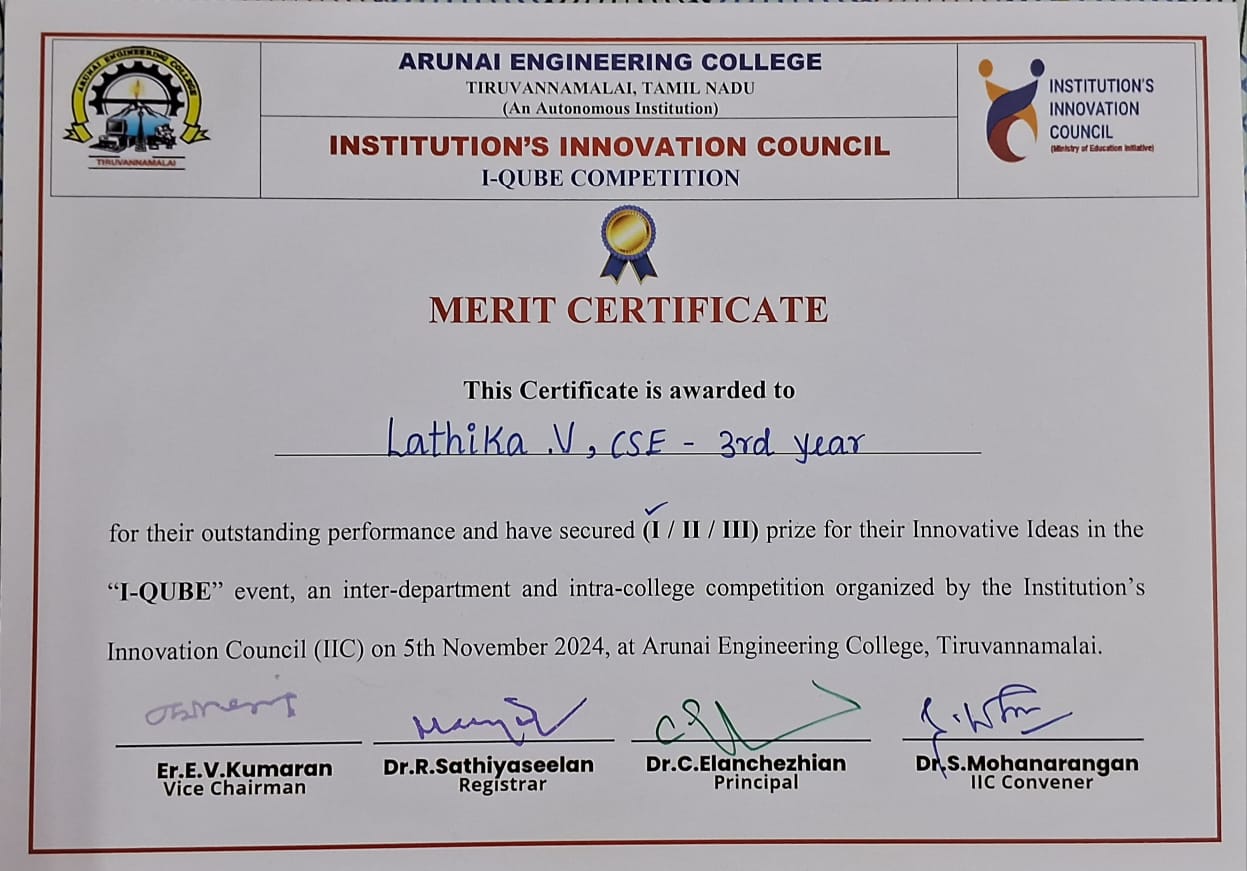 ARUNAI ENGINEERING COLLEGE
TIRUVANNAMALAI
ARUNAI ENGINEERING COLLEGE
TIRUVANNAMALAI, TAMIL NADU
(An Autonomous Institution)
INSTITUTION'S INNOVATION COUNCIL
I-QUBE COMPETITION
INSTITUTION'S
INNOVATION
COUNCIL
(Ministry of Education Initiative)
MERIT CERTIFICATE
This Certificate is awarded to
Lathika .V, CSE - 3rd year
for their outstanding performance and have secured (I / II / III) prize for their Innovative Ideas in the
“I-QUBE” event, an inter-department and intra-college competition organized by the Institution’s
Innovation Council (IIC) on 5th November 2024, at Arunai Engineering College, Tiruvannamalai.
Er.E.V.Kumaran
Vice Chairman
Dr.R.Sathiyaseelan
Registrar
Dr.C.Elanchezhian
Principal
Dr.S.Mohanarangan
IIC Convener